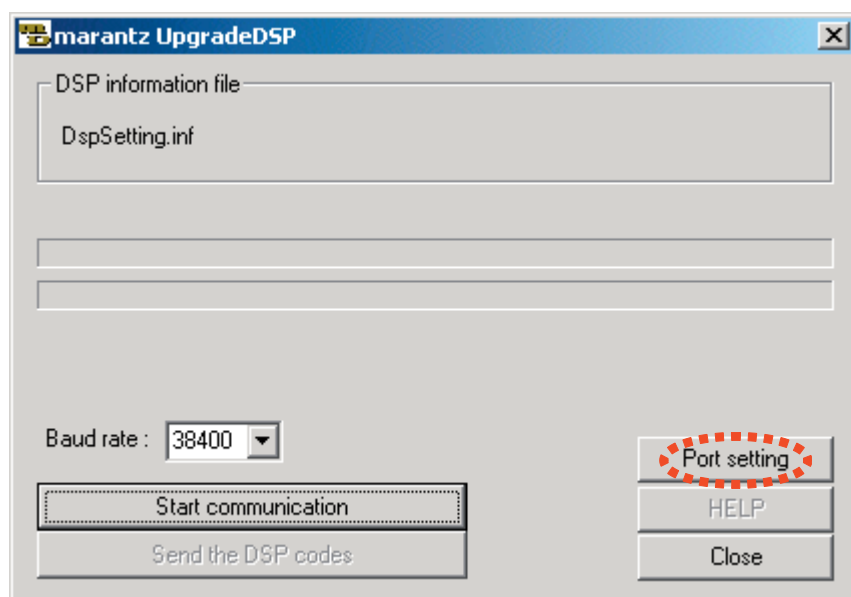 marantz UpgradeDSP
DSP information file
DspSetting.inf
Baud rate : 38400
Port setting
Start communication
HELP
Send the DSP codes
Close